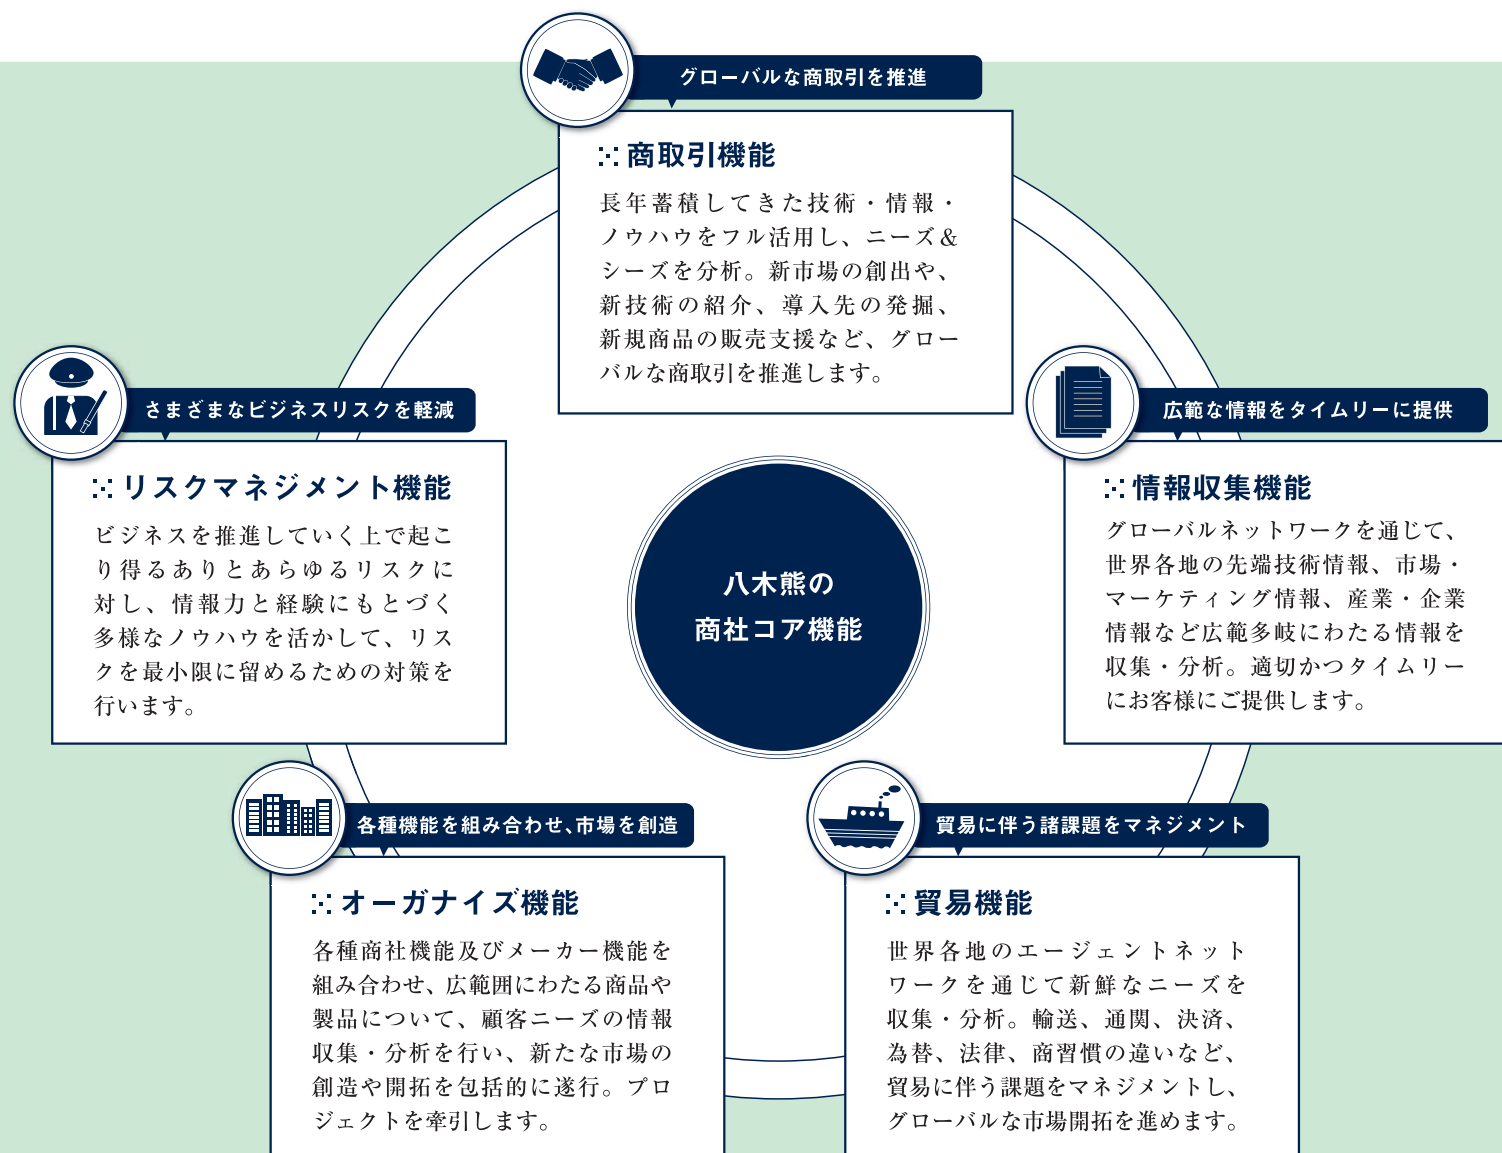 グローバルな商取引を推進
商取引機能
長年蓄積してきた技術・情報・
ノウハウをフル活用し、ニーズ&
シーズを分析。新市場の創出や、
新技術の紹介、導入先の発掘、
新規商品の販売支援など、グロー
バルな商取引を推進します。
さまざまなビジネスリスクを軽減
リスクマネジメント機能
ビジネスを推進していく上で起こ
り得るありとあらゆるリスクに
対し、情報力と経験にもとづく
多様なノウハウを活かして、リス
クを最小限に留めるための対策を
行います。
広範な情報をタイムリーに提供
情報収集機能
グローバルネットワークを通じて、
世界各地の先端技術情報、市場・
マーケティング情報、産業・企業
情報など広範多岐にわたる情報を
収集・分析。適切かつタイムリー
にお客様にご提供します。
八木熊の
商社コア機能
各種機能を組み合わせ、市場を創造
オーガナイズ機能
各種商社機能及びメーカー機能を
組み合わせ、広範囲にわたる商品や
製品について、顧客ニーズの情報
収集・分析を行い、新たな市場の
創造や開拓を包括的に遂行。プロ
ジェクトを牽引します。
貿易に伴う諸課題をマネジメント
貿易機能
世界各地のエージェントネット
ワークを通じて新鮮なニーズを
収集・分析。輸送、通関、決済、
為替、法律、商習慣の違いなど、
貿易に伴う課題をマネジメントし、
グローバルな市場開拓を進めます。